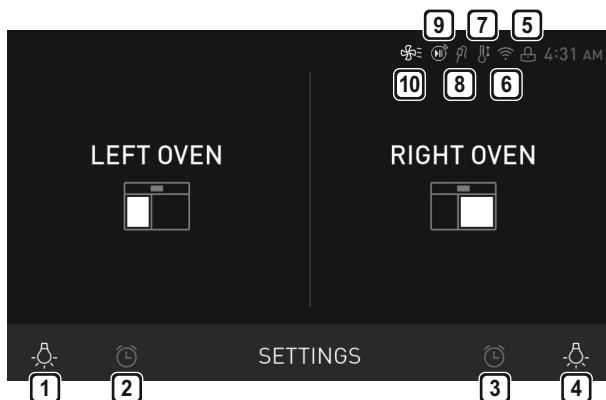 9 7 5
4:31 AM
10 8 6
LEFT OVEN RIGHT OVEN
SETTINGS
1 2 3 4